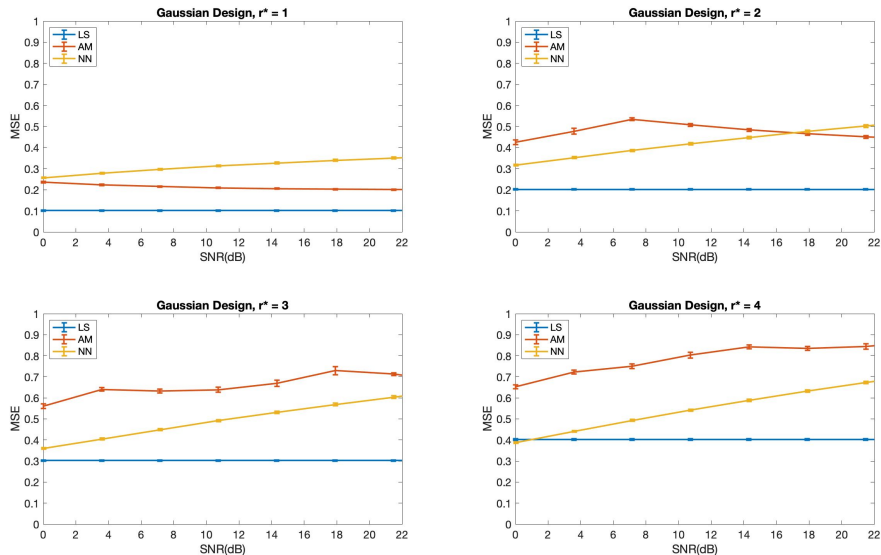 Gaussian Design, r* = 1
1
0.9
0.8
0.7
0.6
0.5
0.4
0.3
0.2
0.1
0
MSE
LS
AM
NN
0 2 4 6 8 10 12 14 16 18 20 22
SNR(dB)
Gaussian Design, r* = 2
1
0.9
0.8
0.7
0.6
0.5
0.4
0.3
0.2
0.1
0
MSE
LS
AM
NN
0 2 4 6 8 10 12 14 16 18 20 22
SNR(dB)
Gaussian Design, r* = 3
1
0.9
0.8
0.7
0.6
0.5
0.4
0.3
0.2
0.1
0
MSE
LS
AM
NN
0 2 4 6 8 10 12 14 16 18 20 22
SNR(dB)
Gaussian Design, r* = 4
1
0.9
0.8
0.7
0.6
0.5
0.4
0.3
0.2
0.1
0
MSE
LS
AM
NN
0 2 4 6 8 10 12 14 16 18 20 22
SNR(dB)